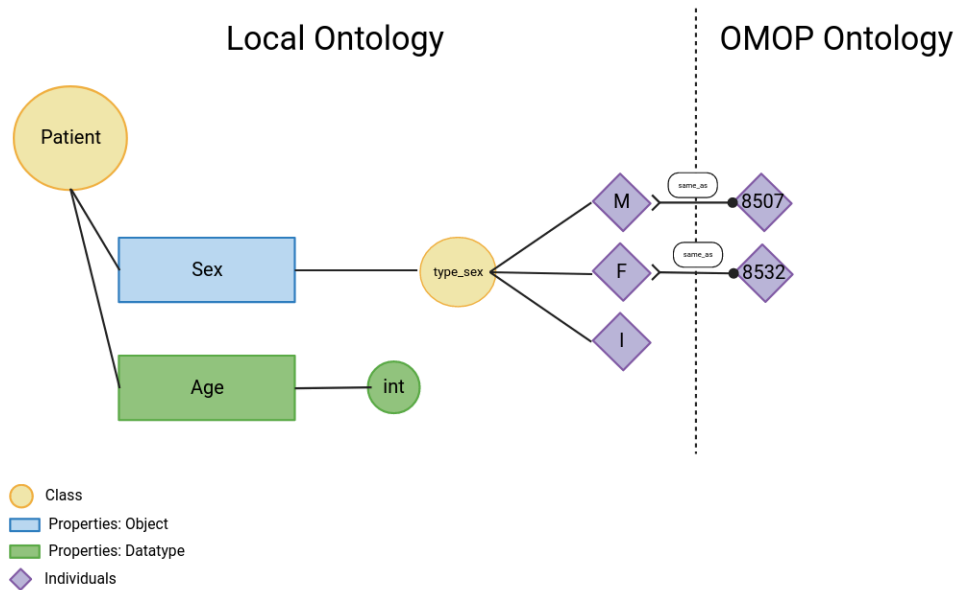 Local Ontology
OMOP Ontology
Patient
Sex
type_sex
M
same_as
8507
F
same_as
8532
I
Age
int
Class
Properties: Object
Properties: Datatype
Individuals